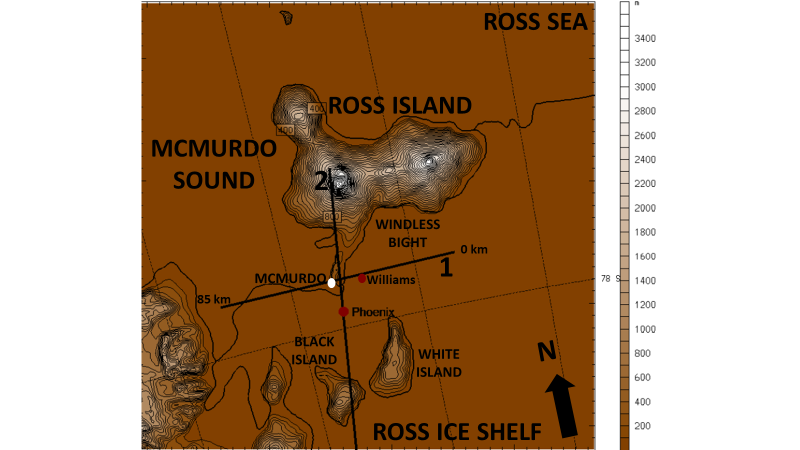 m
ROSS SEA
3400
3200
3000
2800
2600
2400
2200
2000
1800
1600
1400
1200
1000
800
600
400
200
400
ROSS ISLAND
400
MCMURDO
SOUND
2
800
WINDLESS
BIGHT
0 km
1
MCMURDO
Williams
78 S
85 km
Phoenix
BLACK
ISLAND
WHITE
ISLAND
N
ROSS ICE SHELF